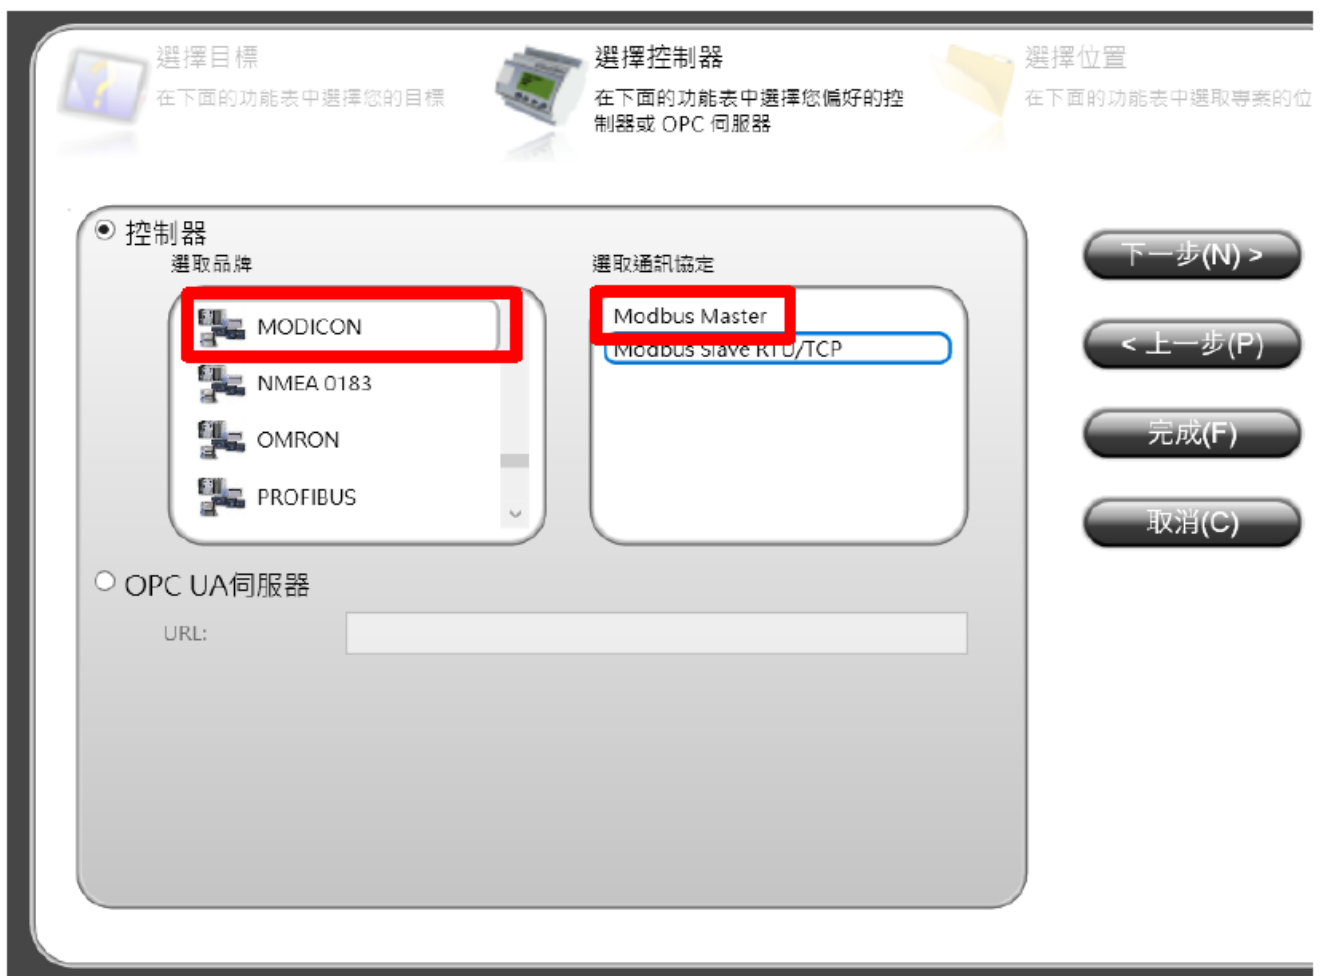 選擇目標
在下面的功能表中選擇您的目標
選擇控制器
在下面的功能表中選擇您偏好的控
制器或 OPC 伺服器
選擇位置
在下面的功能表中選取專案的位
控制器
選取品牌
MODICON
NMEA 0183
OMRON
PROFIBUS
選取通訊協定
Modbus Master
Modbus Slave RTU/TCP
OPC UA伺服器
URL:
下一步(N) >
< 上一步(P)
完成(F)
取消(C)